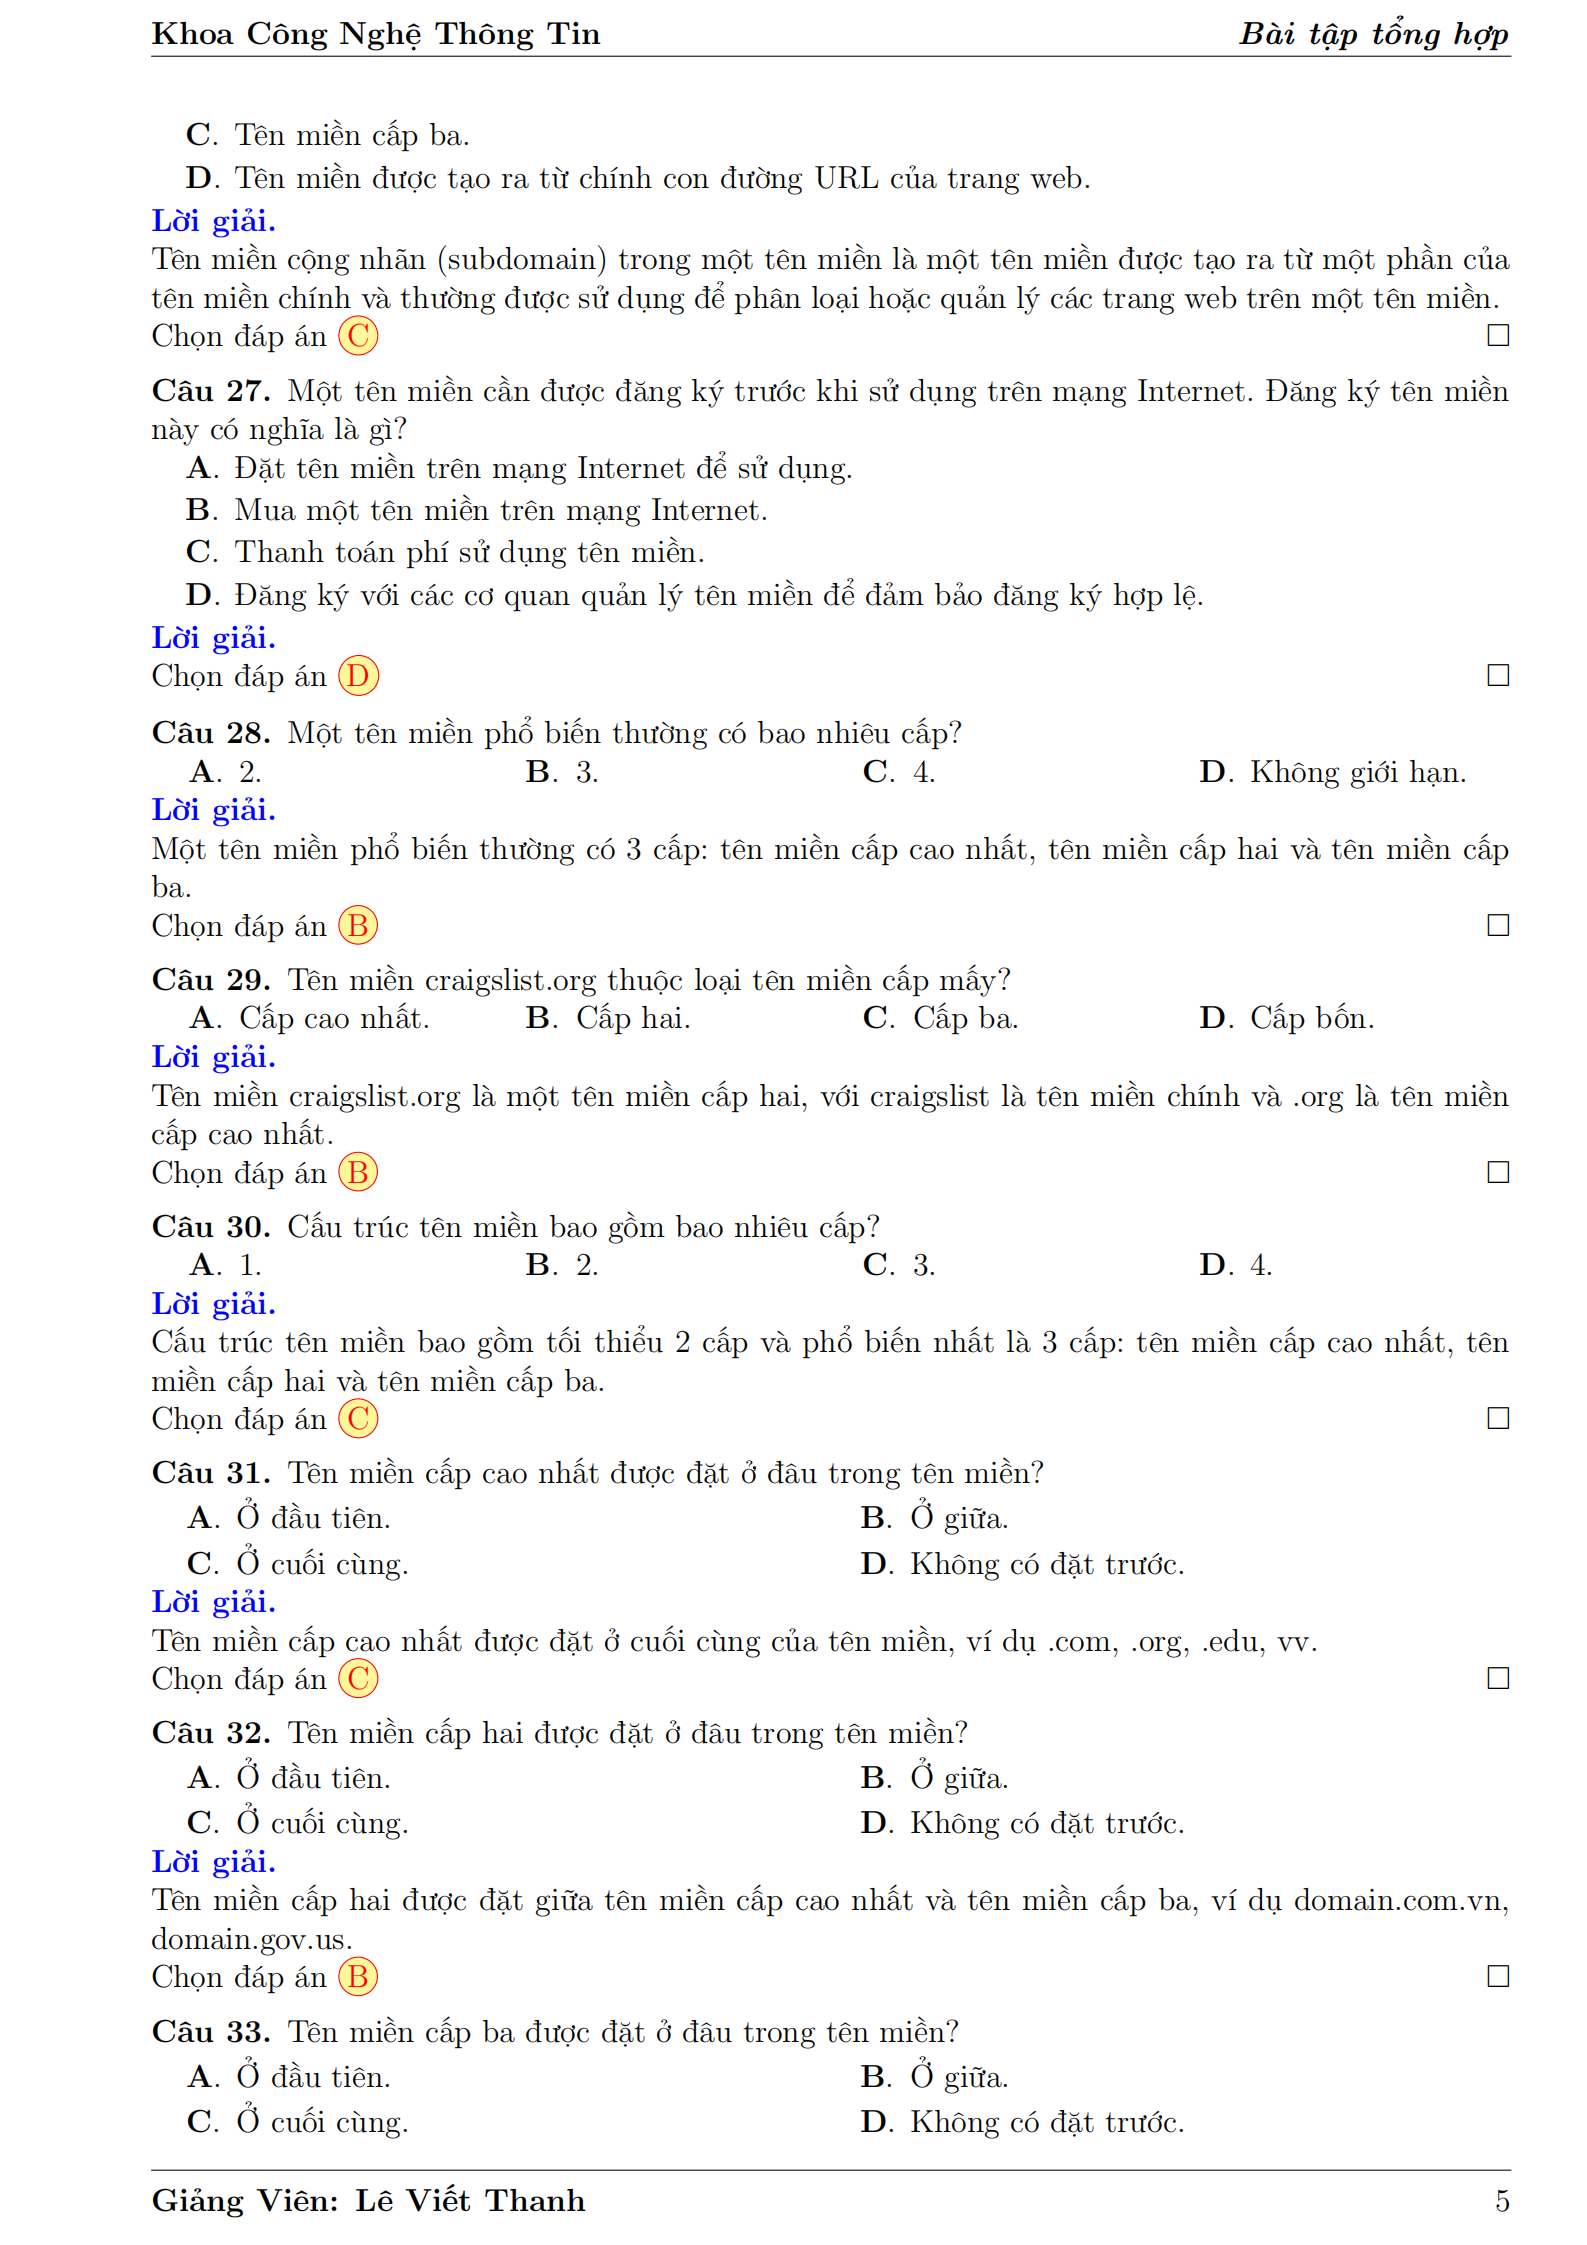 Khoa Công Nghệ Thông Tin Bài tập tổng hợp
C. Tên miền cấp ba.
D. Tên miền được tạo ra từ chính con đường URL của trang web.
Lời giải.
Tên miền cộng nhãn (subdomain) trong một tên miền là một tên miền được tạo ra từ một phần của
tên miền chính và thường được sử dụng để phân loại hoặc quản lý các trang web trên một tên miền.
Chọn đáp án C □
Câu 27. Một tên miền cần được đăng ký trước khi sử dụng trên mạng Internet. Đăng ký tên miền
này có nghĩa là gì?
A. Đặt tên miền trên mạng Internet để sử dụng.
B. Mua một tên miền trên mạng Internet.
C. Thanh toán phí sử dụng tên miền.
D. Đăng ký với các cơ quan quản lý tên miền để đảm bảo đăng ký hợp lệ.
Lời giải.
Chọn đáp án D □
Câu 28. Một tên miền phổ biến thường có bao nhiêu cấp?
A. 2. B. 3. C. 4. D. Không giới hạn.
Lời giải.
Một tên miền phổ biến thường có 3 cấp: tên miền cấp cao nhất, tên miền cấp hai và tên miền cấp
ba.
Chọn đáp án B □
Câu 29. Tên miền craigslist.org thuộc loại tên miền cấp mấy?
A. Cấp cao nhất. B. Cấp hai. C. Cấp ba. D. Cấp bốn.
Lời giải.
Tên miền craigslist.org là một tên miền cấp hai, với craigslist là tên miền chính và .org là tên miền
cấp cao nhất.
Chọn đáp án B □
Câu 30. Cấu trúc tên miền bao gồm bao nhiêu cấp?
A. 1. B. 2. C. 3. D. 4.
Lời giải.
Cấu trúc tên miền bao gồm tối thiểu 2 cấp và phổ biến nhất là 3 cấp: tên miền cấp cao nhất, tên
miền cấp hai và tên miền cấp ba.
Chọn đáp án C □
Câu 31. Tên miền cấp cao nhất được đặt ở đâu trong tên miền?
A. Ở đầu tiên. B. Ở giữa.
C. Ở cuối cùng. D. Không có đặt trước.
Lời giải.
Tên miền cấp cao nhất được đặt ở cuối cùng của tên miền, ví dụ .com, .org, .edu, vv.
Chọn đáp án C □
Câu 32. Tên miền cấp hai được đặt ở đâu trong tên miền?
A. Ở đầu tiên. B. Ở giữa.
C. Ở cuối cùng. D. Không có đặt trước.
Lời giải.
Tên miền cấp hai được đặt giữa tên miền cấp cao nhất và tên miền cấp ba, ví dụ domain.com.vn,
domain.gov.us.
Chọn đáp án B □
Câu 33. Tên miền cấp ba được đặt ở đâu trong tên miền?
A. Ở đầu tiên. B. Ở giữa.
C. Ở cuối cùng. D. Không có đặt trước.
Giảng Viên: Lê Viết Thanh 5